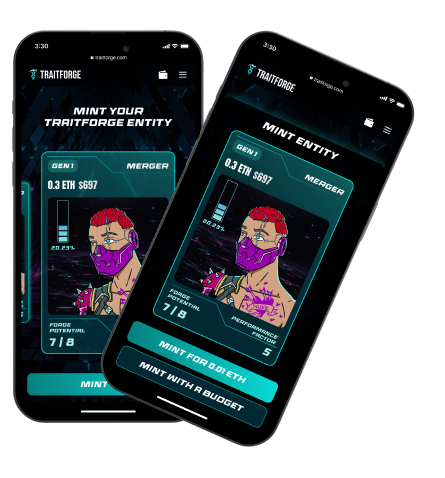 3:30
traitforge.com
TRAITFORGE
MINT YOUR
TRAITFORGE ENTITY
GEN 1
MERGER
0.3 ETH $697
20.23%
FORGE
POTENTIAL
7 / 8
MINT
3:30
traitforge.com
TRAITFORGE
MINT ENTITY
GEN 1
MERGER
0.3 ETH $697
20.23%
FORGE
POTENTIAL
7 / 8
PERFORMANCE
FACTOR
5
MINT FOR 0.01 ETH
MINT WITH A BUDGET